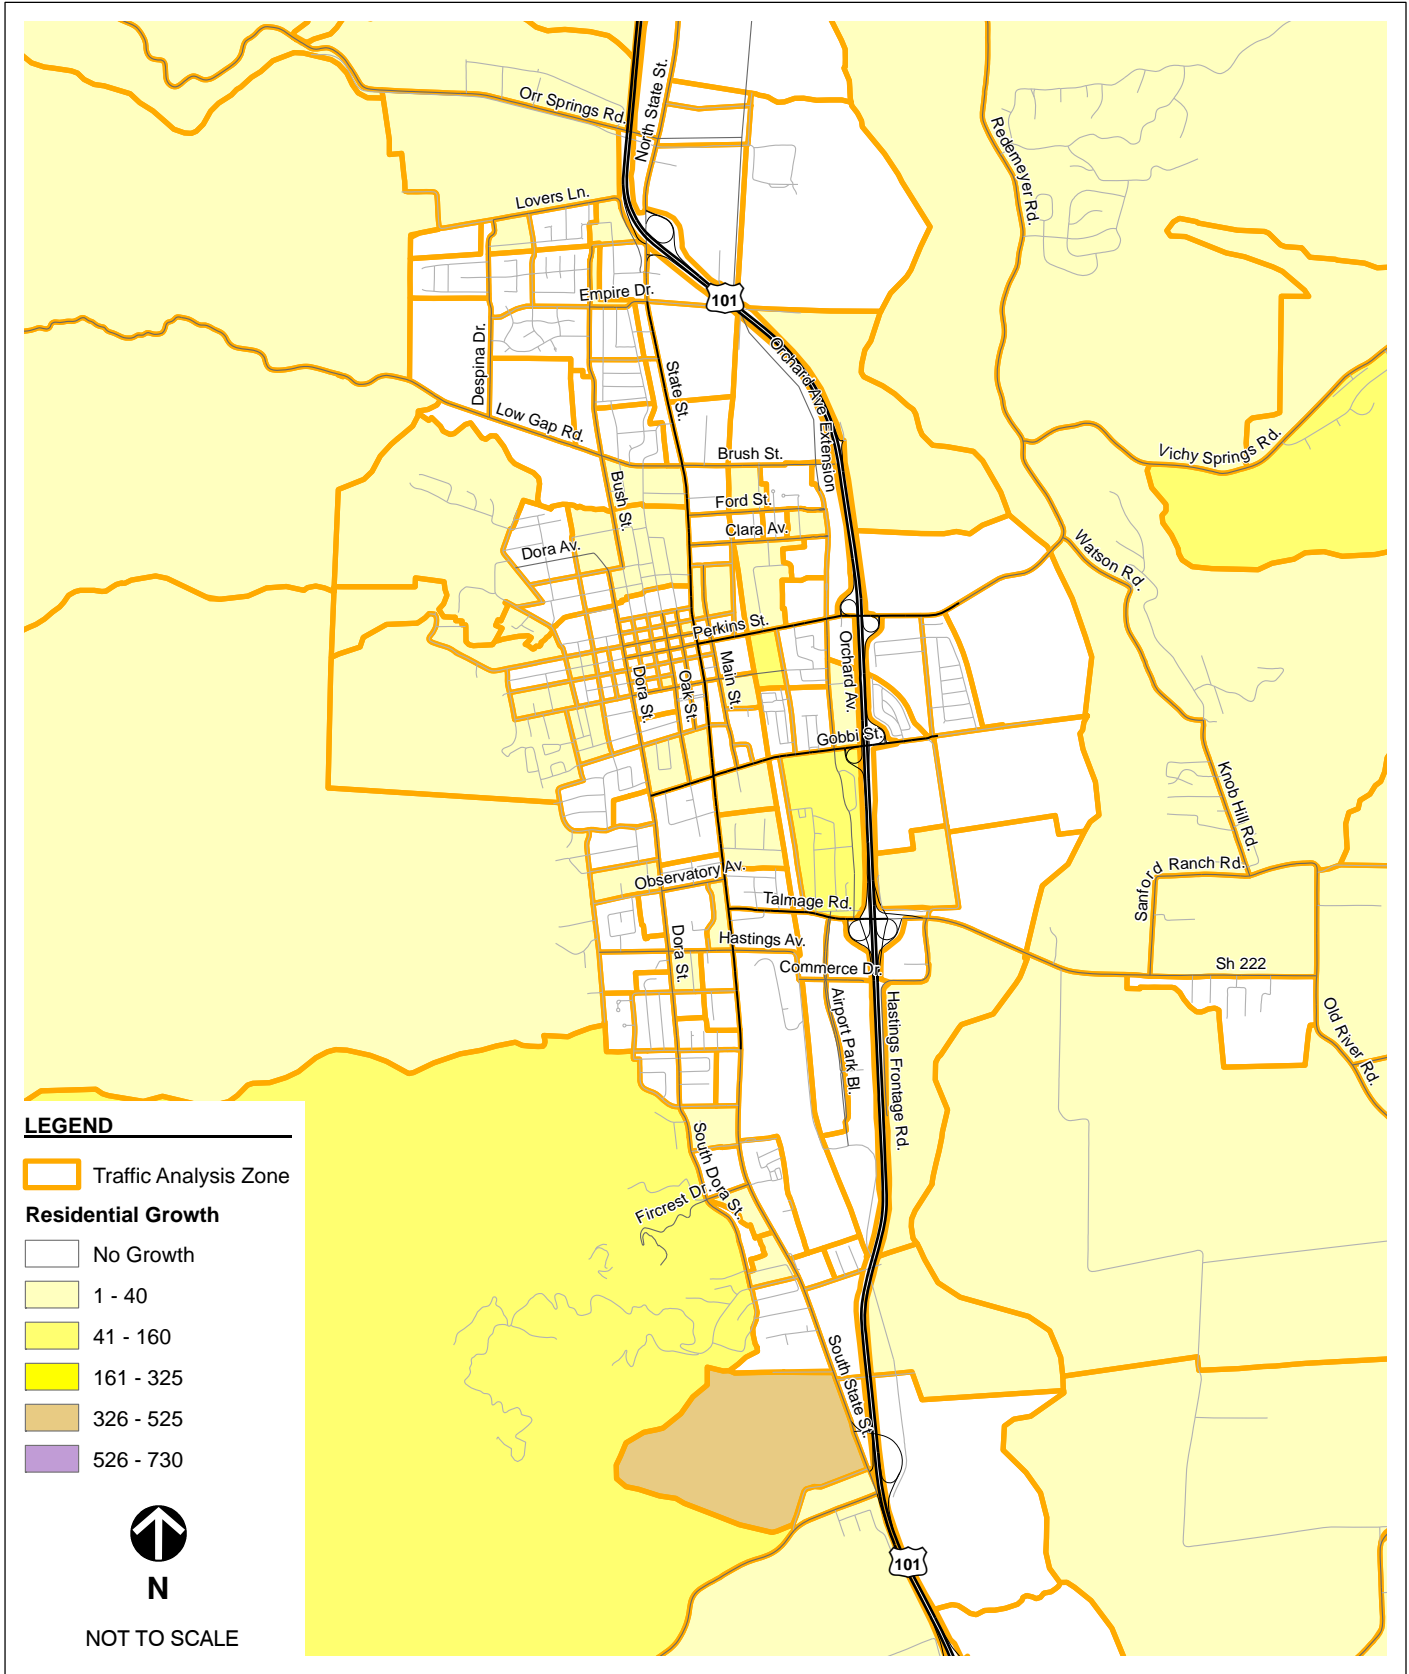 Orr Springs Rd.
North State St.
Redemeyer Rd.
Lovers Ln.
Empire Dr.
101
Despina Dr.
State St.
Orchard Ave Extension
Low Gap Rd.
Brush St.
Vichy Springs Rd.
Bush St.
Ford St.
Clara Av.
Dora Av.
Watson Rd.
Perkins St.
Main St.
Orchard Av.
Dora St.
Oak St.
Gobbi St.
Knob Hill Rd.
Observatory Av.
Sanford Ranch Rd.
Talmage Rd.
Dora St.
Hastings Av.
Commerce Dr.
Sh 222
Airport Park Bl.
Hastings Frontage Rd.
Old River Rd.
South Dora St.
Fircrest Dr.
South State St.
101
LEGEND
Traffic Analysis Zone
Residential Growth
No Growth
1 - 40
41 - 160
161 - 325
326 - 525
526 - 730
N
NOT TO SCALE